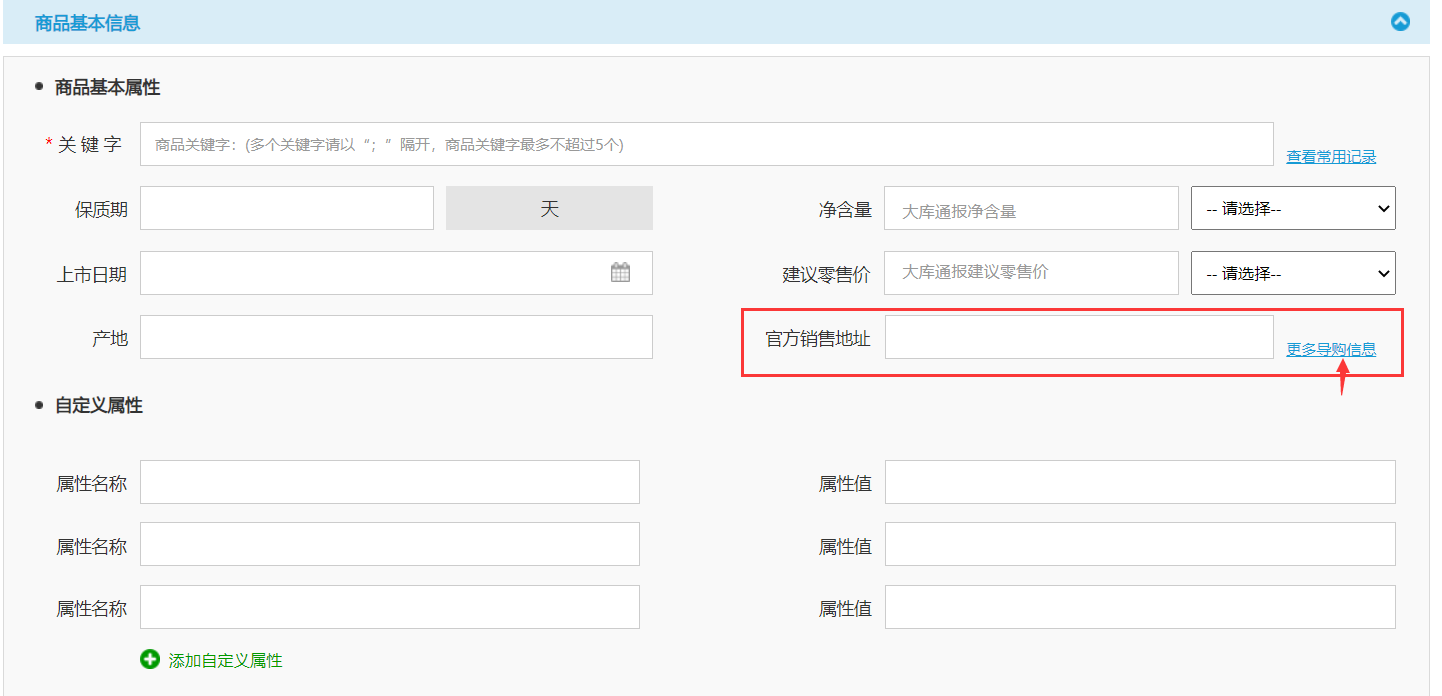 商品基本信息
商品基本属性
* 关 键 字 商品关键字：(多个关键字请以“；”隔开，商品关键字最多不超过5个) 查看常用记录
保质期 天 净含量 大库通报净含量 -- 请选择--
上市日期 建议零售价 大库通报建议零售价 -- 请选择--
产地 官方销售地址 更多导购信息
自定义属性
属性名称 属性值
属性名称 属性值
属性名称 属性值
添加自定义属性